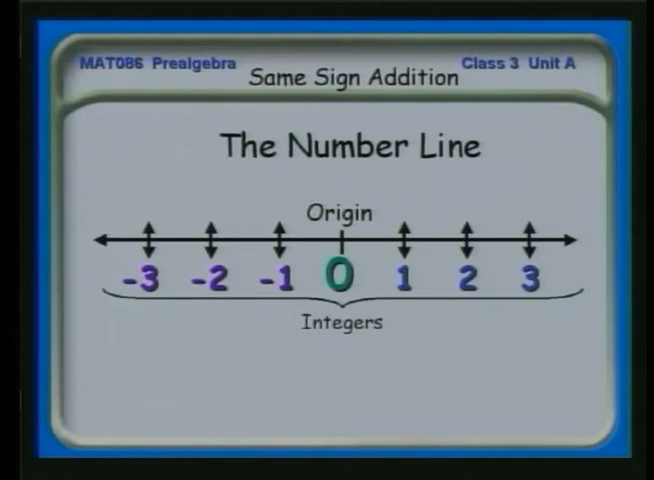 MAT086 Prealgebra
Class 3 Unit A
Same Sign Addition
The Number Line
Origin
-3 -2 -1 0 1 2 3
Integers